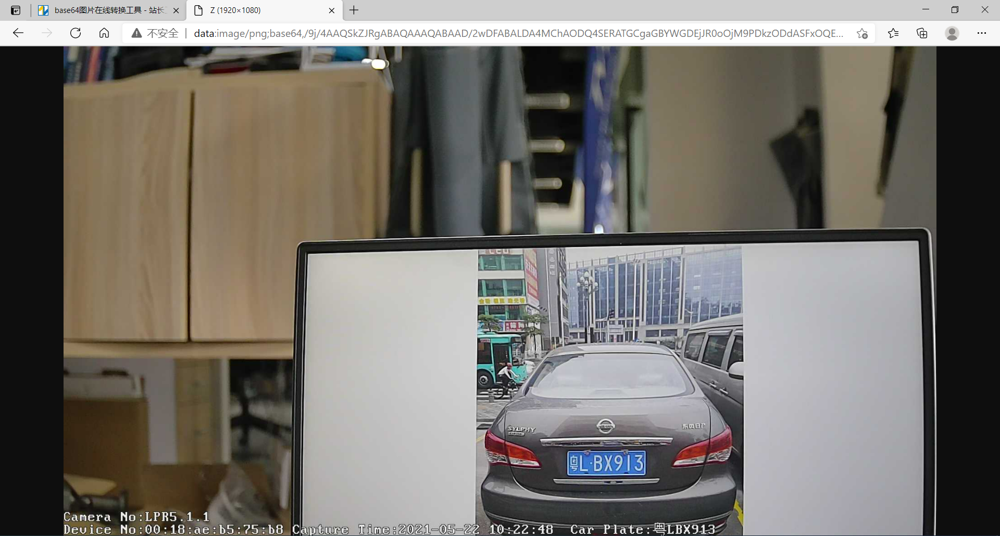 base64图片在线转换工具 - 站长工
Z (1920×1080)
不安全
data:image/png;base64,/9j/4AAQSkZJRgABAQAAAQABAAD/2wDFABALDA4MChAODQ4SERATGCgaGBYWGDEjJR0oOjM9PDkzODdASFxOQE...
SYLPHY
CLASSIC
NISSAN
东风日产
粤L·BX913
Camera No:LPR5.1.1
Device No:00:18:ae:b5:75:b8 Capture Time:2021-05-22 10:22:48 Car Plate:粤LBX913